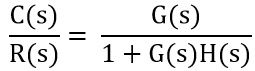 C(s)/R(s) = G(s)/(1 + G(s)H(s))